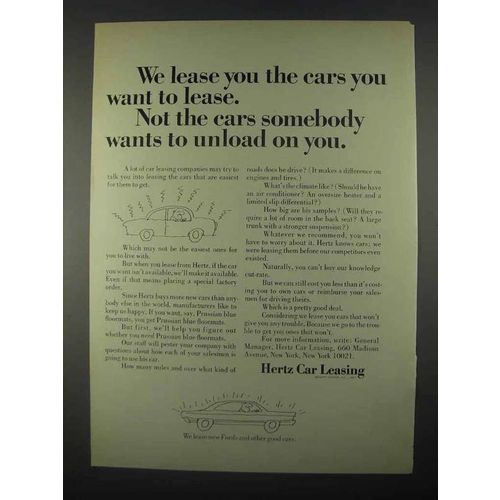 We lease you the cars you
want to lease.
Not the cars somebody
wants to unload on you.
A lot of car leasing companies may try to
talk you into leasing the cars that are easiest
for them to get.
Which may not be the easiest ones for
you to live with.
But when you lease from Hertz, if the car
you want isn't available, we'll make it available.
Even if that means placing a special factory
order.
Since Hertz buys more new cars than any-
body else in the world, manufacturers like to
keep us happy. If you want, say, Prussian blue
floormats, you get Prussian blue floormats.
But first, we'll help you figure out
whether you need Prussian blue floormats.
Our staff will pester your company with
questions about how each of your salesmen is
going to use his car.
How many miles and over what kind of
roads does he drive? (It makes a difference on
engines and tires.)
What's the climate like? (Should he have
an air conditioner? An oversize heater and a
limited slip differential?)
How big are his samples? (Will they re-
quire a lot of room in the back seat? A large
trunk with a stronger suspension?)
Whatever we recommend, you won't
have to worry about it. Hertz knows cars; we
were leasing them before our competitors even
existed.
Naturally, you can't buy our knowledge
cut-rate.
But we can still cost you less than it's cost-
ing you to own cars or reimburse your sales-
men for driving theirs.
Which is a pretty good deal.
Considering we lease you cars that won't
give you any trouble. Because we go to the trou-
ble to get you ones that won't.
For more information, write: General
Manager, Hertz Car Leasing, 660 Madison
Avenue, New York, New York 10021.
Hertz Car Leasing
We lease new Fords and other good cars.